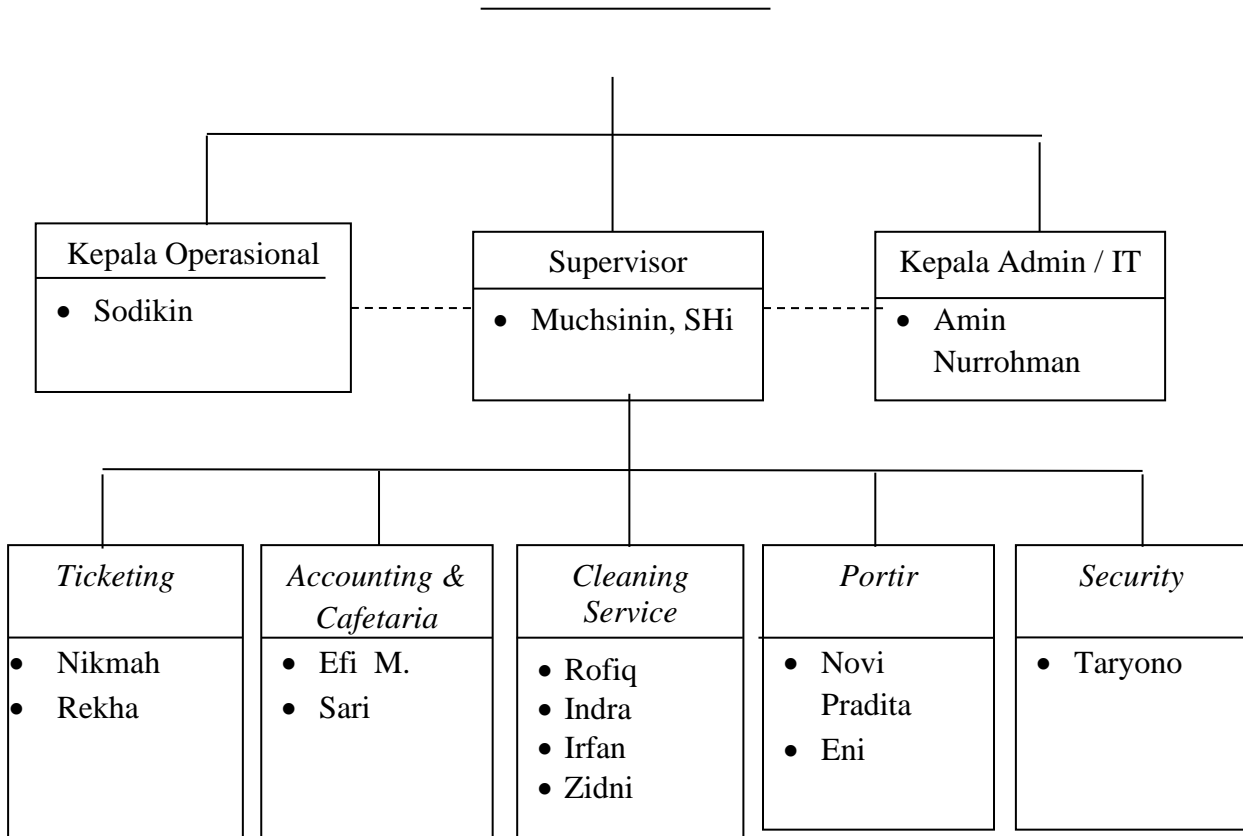 Kepala Operasional
• Sodikin
Supervisor
• Muchsinin, SHi
Kepala Admin / IT
• Amin
Nurrohman
Ticketing
• Nikmah
• Rekha
Accounting &
Cafetaria
• Efi M.
• Sari
Cleaning
Service
• Rofiq
• Indra
• Irfan
• Zidni
Portir
• Novi
Pradita
• Eni
Security
• Taryono